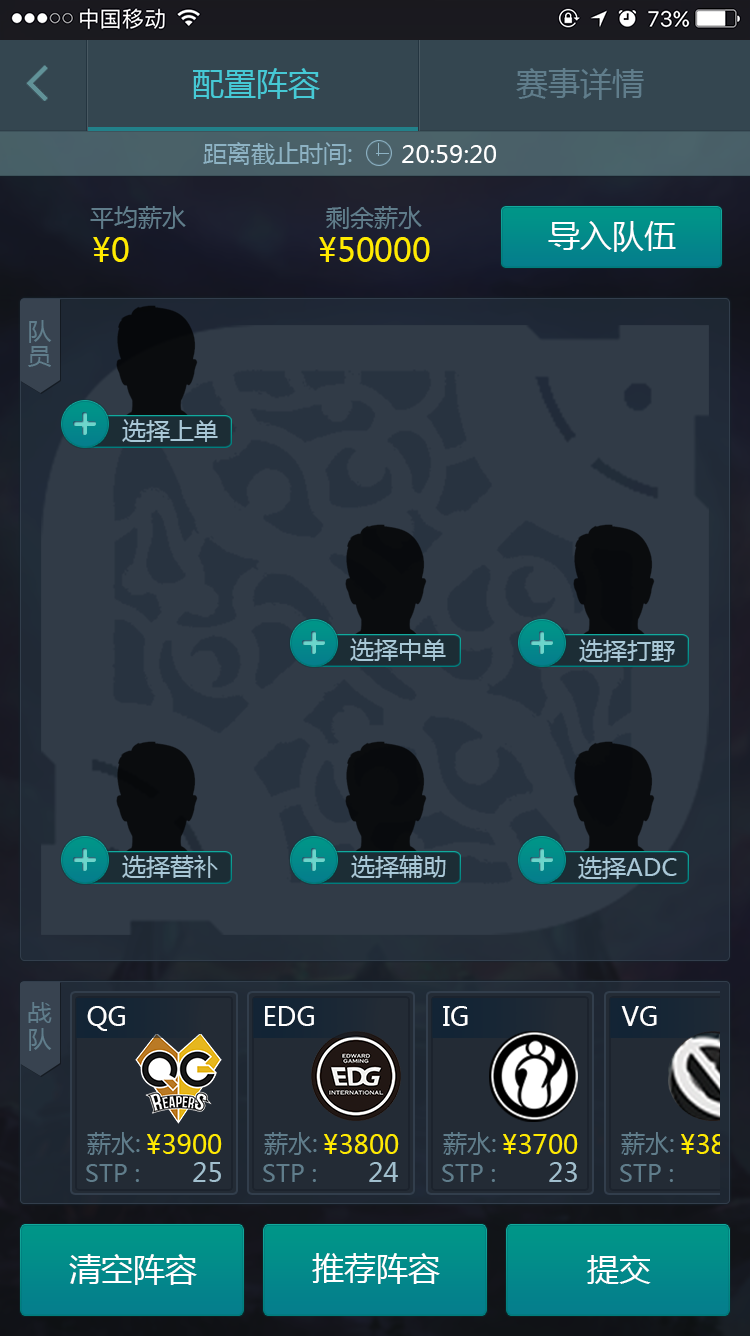 中国移动 73%
配置阵容 赛事详情
距离截止时间: 20:59:20
平均薪水 剩余薪水
¥0 ¥50000 导入队伍
队员
选择上单
选择中单 选择打野
选择替补 选择辅助 选择ADC
战队
QG EDG IG VG
QG
REAPERS
EDWARD
GAMING
EDG
INTERNATIONAL
薪水: ¥3900 薪水: ¥3800 薪水: ¥3700 薪水: ¥38
STP : 25 STP : 24 STP : 23 STP :
清空阵容 推荐阵容 提交